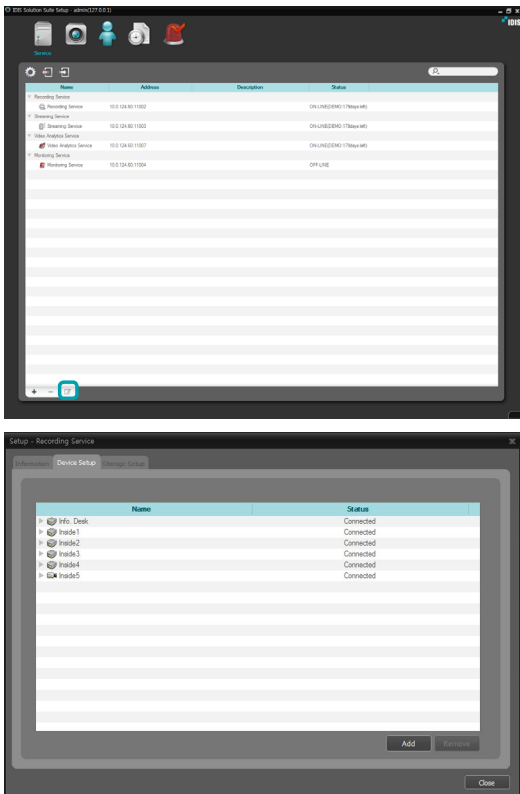 IDIS Solution Suite Setup - admin(127.0.0.1)
IDIS
Service
Name Address Description Status
Recording Service
Recording Service 10.0.124.60:11002 ON-LINE(DEMO:179days left)
Streaming Service
Streaming Service 10.0.124.60:11003 ON-LINE(DEMO:179days left)
Video Analytics Service
Video Analytics Service 10.0.124.60:11007 ON-LINE(DEMO:179days left)
Monitoring Service
Monitoring Service 10.0.124.60:11004 OFF-LINE
Setup - Recording Service
Information Device Setup Storage Setup
Name Status
Info. Desk Connected
Inside1 Connected
Inside2 Connected
Inside3 Connected
Inside4 Connected
Inside5 Connected
Add Remove
Close